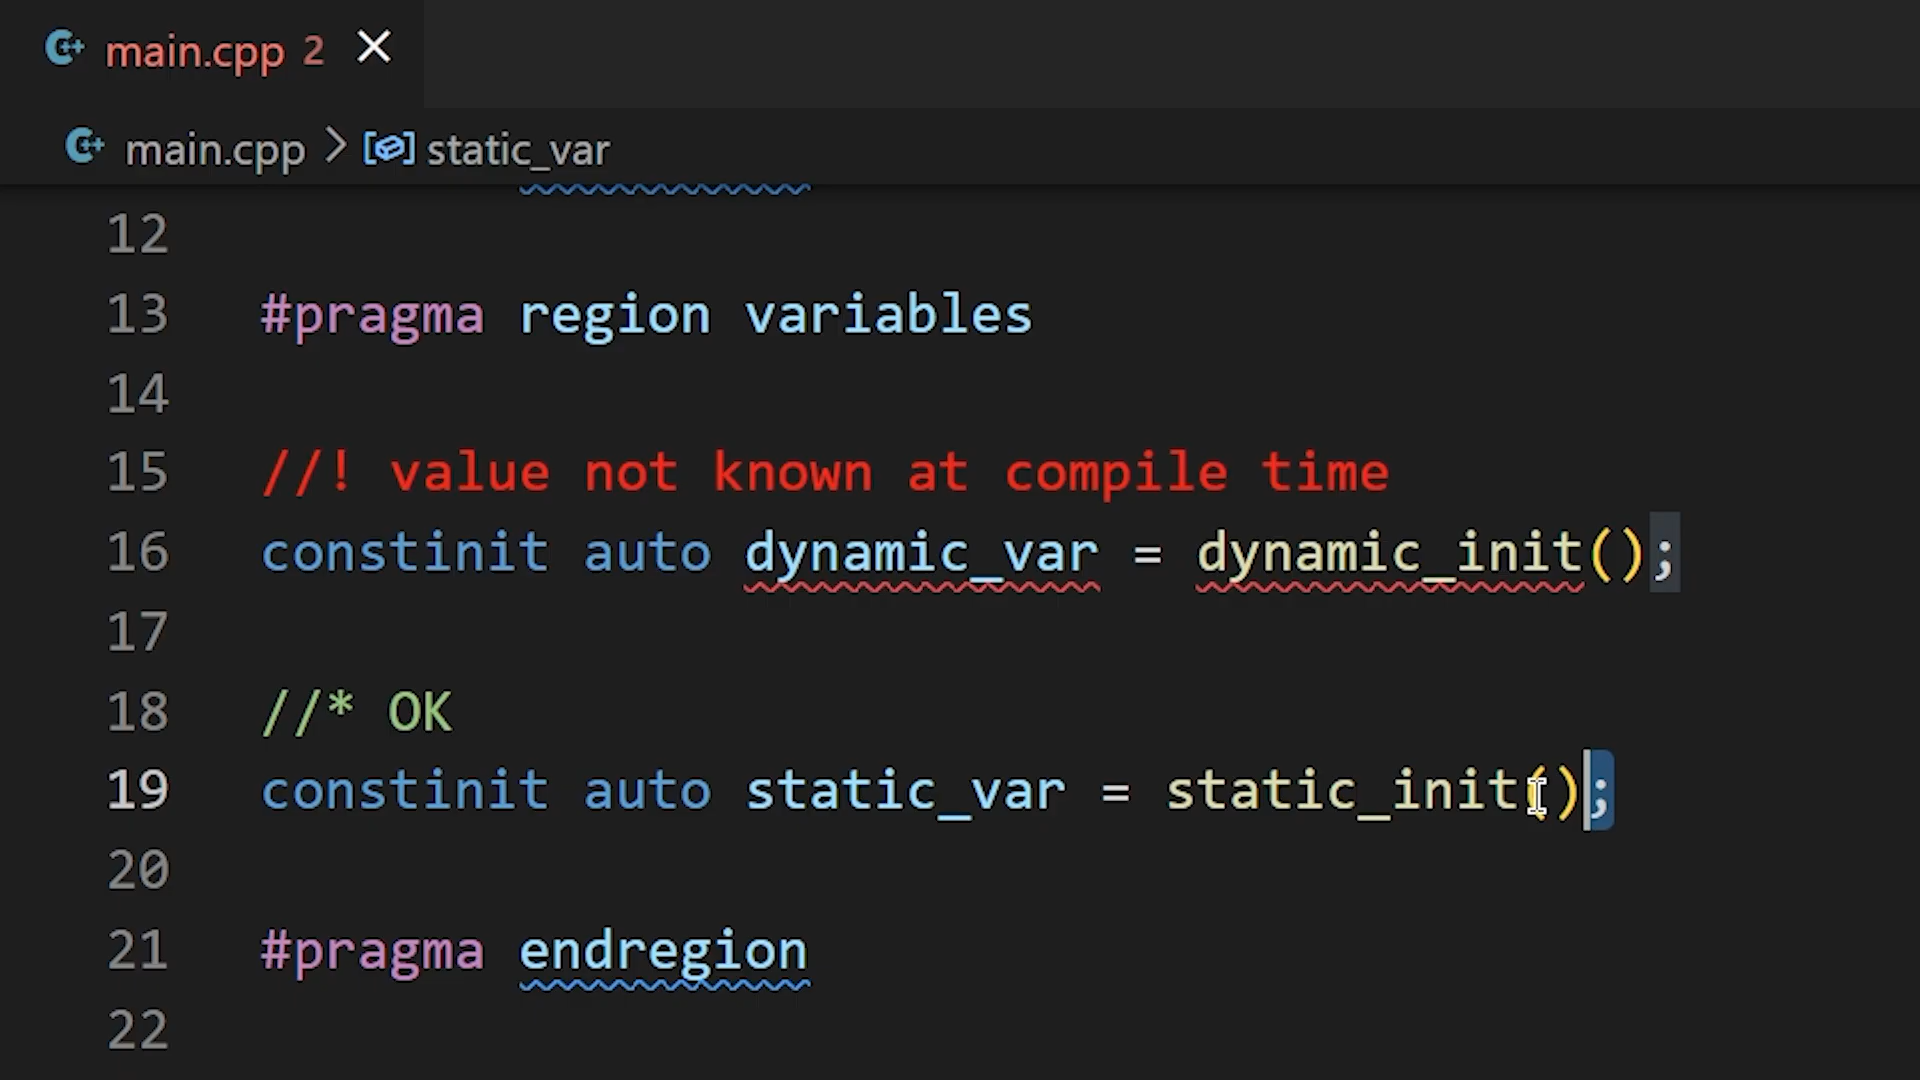 main.cpp 2
main.cpp > static_var
12
13 #pragma region variables
14
15 //! value not known at compile time
16 constinit auto dynamic_var = dynamic_init();
17
18 //* OK
19 constinit auto static_var = static_init();
20
21 #pragma endregion
22